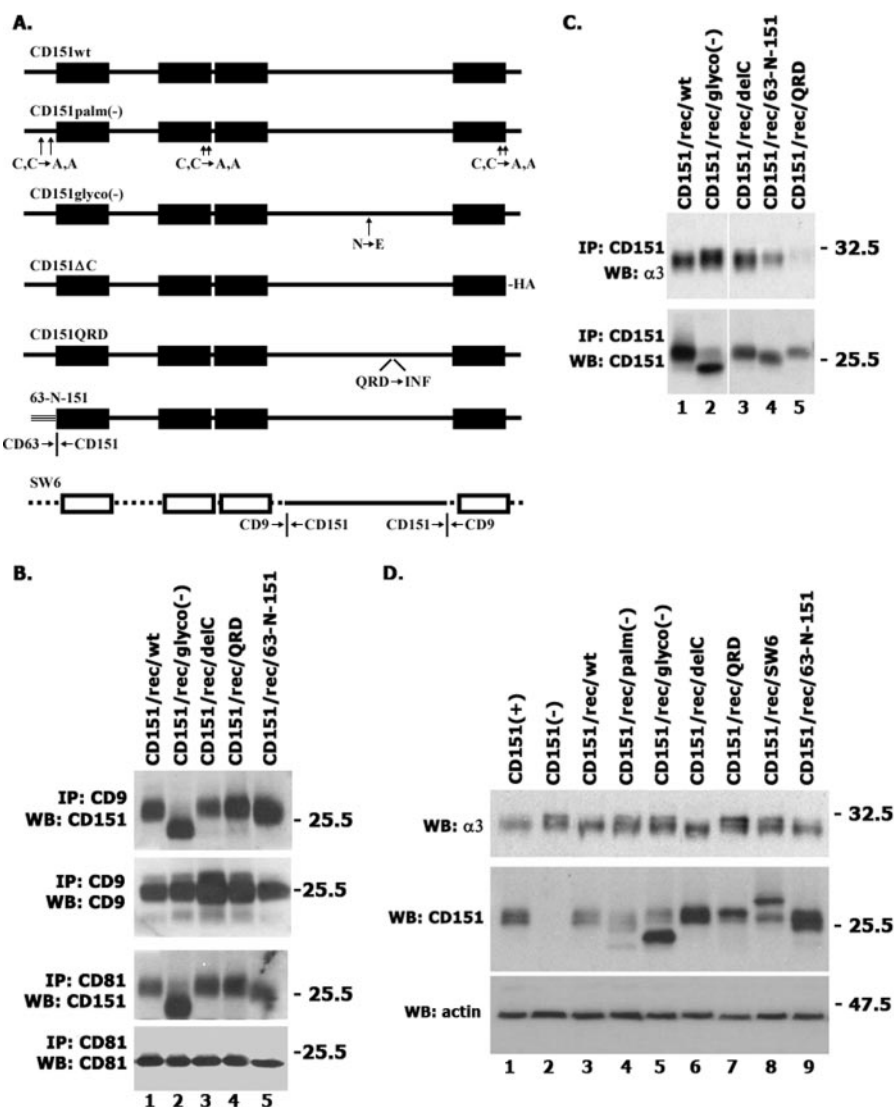 A.
CD151wt
CD151palm(-)
C,C→A,A
C,C→A,A
C,C→A,A
CD151glyco(-)
N→E
CD151ΔC
-HA
CD151QRD
QRD→INF
63-N-151
CD63→ ←CD151
SW6
CD9→ ←CD151 CD151→ ←CD9
B.
CD151/rec/wt
CD151/rec/glyco(-)
CD151/rec/delC
CD151/rec/QRD
CD151/rec/63-N-151
IP: CD9
WB: CD151
- 25.5
IP: CD9
WB: CD9
-25.5
IP: CD81
WB: CD151
- 25.5
IP: CD81
WB: CD81
-25.5
1 2 3 4 5
C.
CD151/rec/wt
CD151/rec/glyco(-)
CD151/rec/delC
CD151/rec/63-N-151
CD151/rec/QRD
IP: CD151
WB: α3
- 32.5
IP: CD151
WB: CD151
- 25.5
1 2 3 4 5
D.
CD151(+)
CD151(-)
CD151/rec/wt
CD151/rec/palm(-)
CD151/rec/glyco(-)
CD151/rec/delC
CD151/rec/QRD
CD151/rec/SW6
CD151/rec/63-N-151
WB: α3
- 32.5
WB: CD151
- 25.5
WB: actin
- 47.5
1 2 3 4 5 6 7 8 9